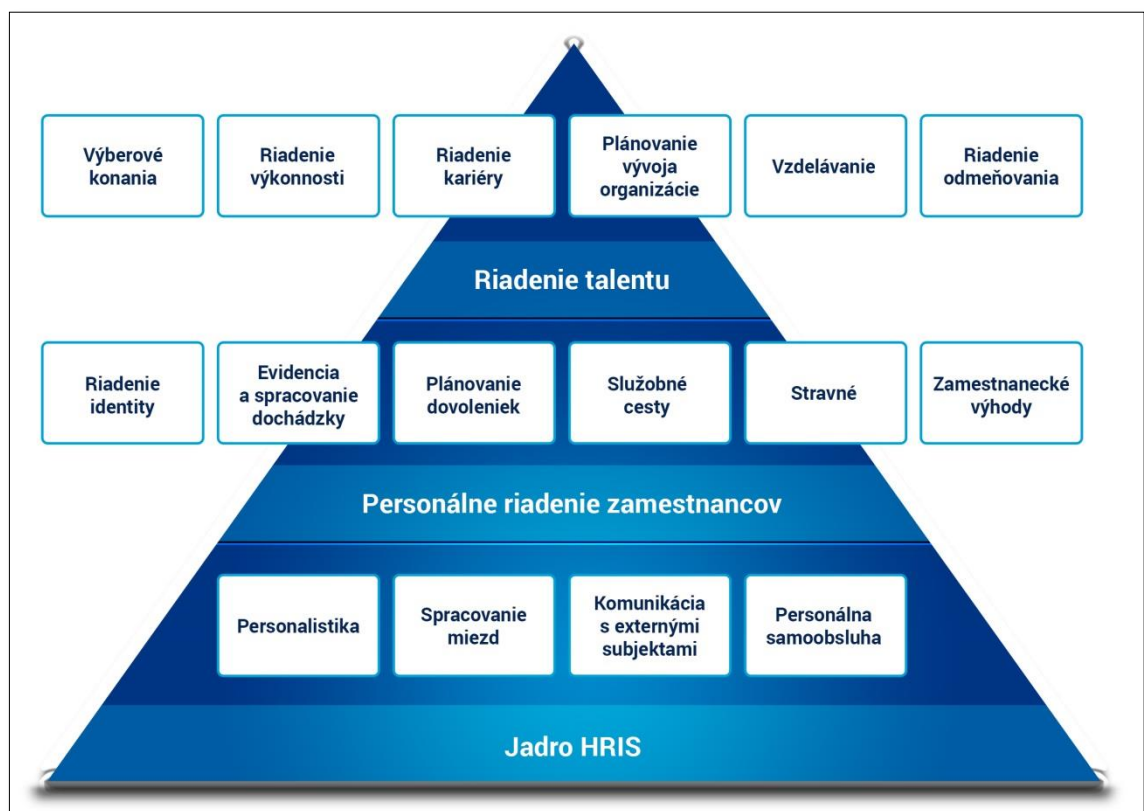 Výberové
konania
Riadenie
výkonnosti
Riadenie
kariéry
Plánovanie
vývoja
organizácie
Vzdelávanie
Riadenie
odmeňovania
Riadenie talentu
Riadenie
identity
Evidencia
a spracovanie
dochádzky
Plánovanie
dovoleniek
Služobné
cesty
Stravné
Zamestnanecké
výhody
Personálne riadenie zamestnancov
Personalistika
Spracovanie
miezd
Komunikácia
s externými
subjektami
Personálna
samoobsluha
Jadro HRIS